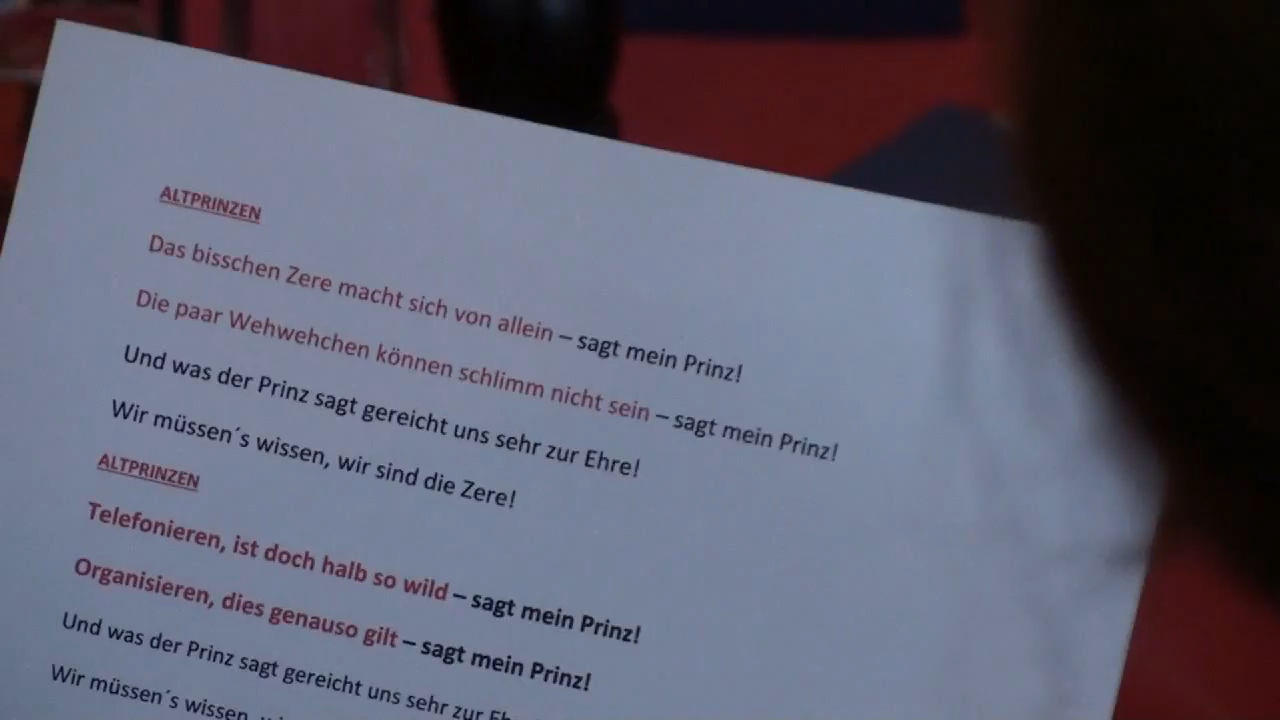 ALTPRINZEN
Das bisschen Zere macht sich von allein – sagt mein Prinz!
Die paar Wehwehchen können schlimm nicht sein – sagt mein Prinz!
Und was der Prinz sagt gereicht uns sehr zur Ehre!
Wir müssen´s wissen, wir sind die Zere!
ALTPRINZEN
Telefonieren, ist doch halb so wild – sagt mein Prinz!
Organisieren, dies genauso gilt – sagt mein Prinz!
Und was der Prinz sagt gereicht uns sehr zur
Wir müssen´s wissen,